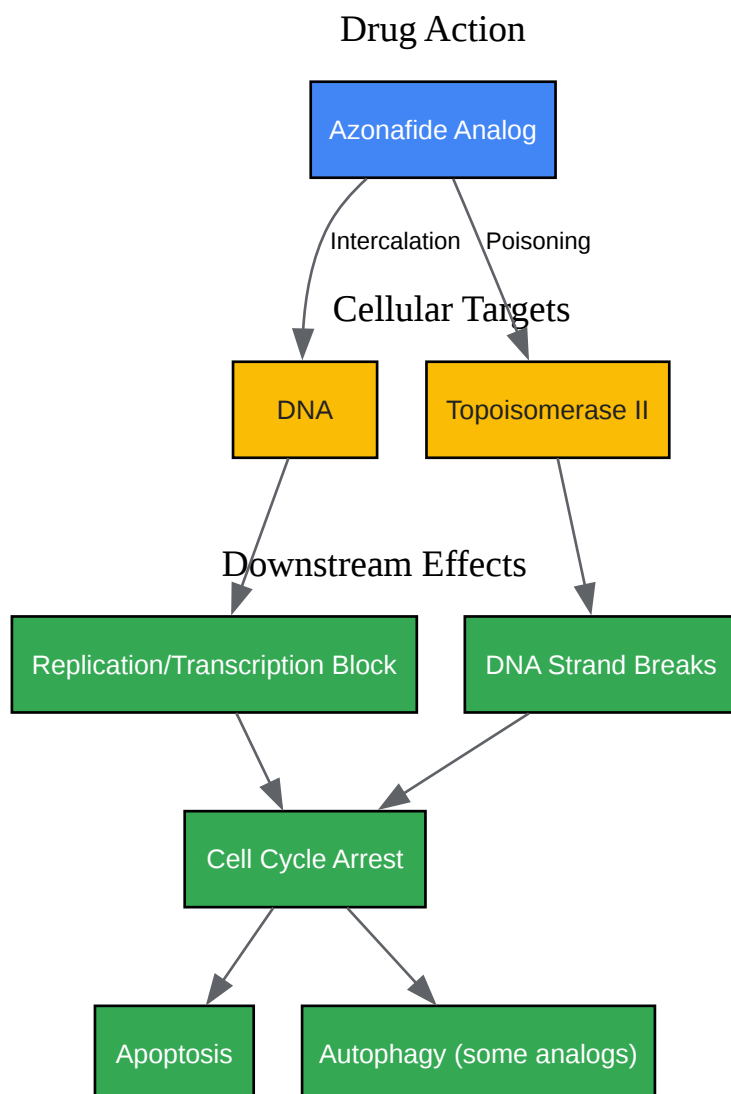 Drug Action
Azonafide Analog
Intercalation
Poisoning
Cellular Targets
DNA
Topoisomerase II
Downstream Effects
Replication/Transcription Block
DNA Strand Breaks
Cell Cycle Arrest
Apoptosis
Autophagy (some analogs)